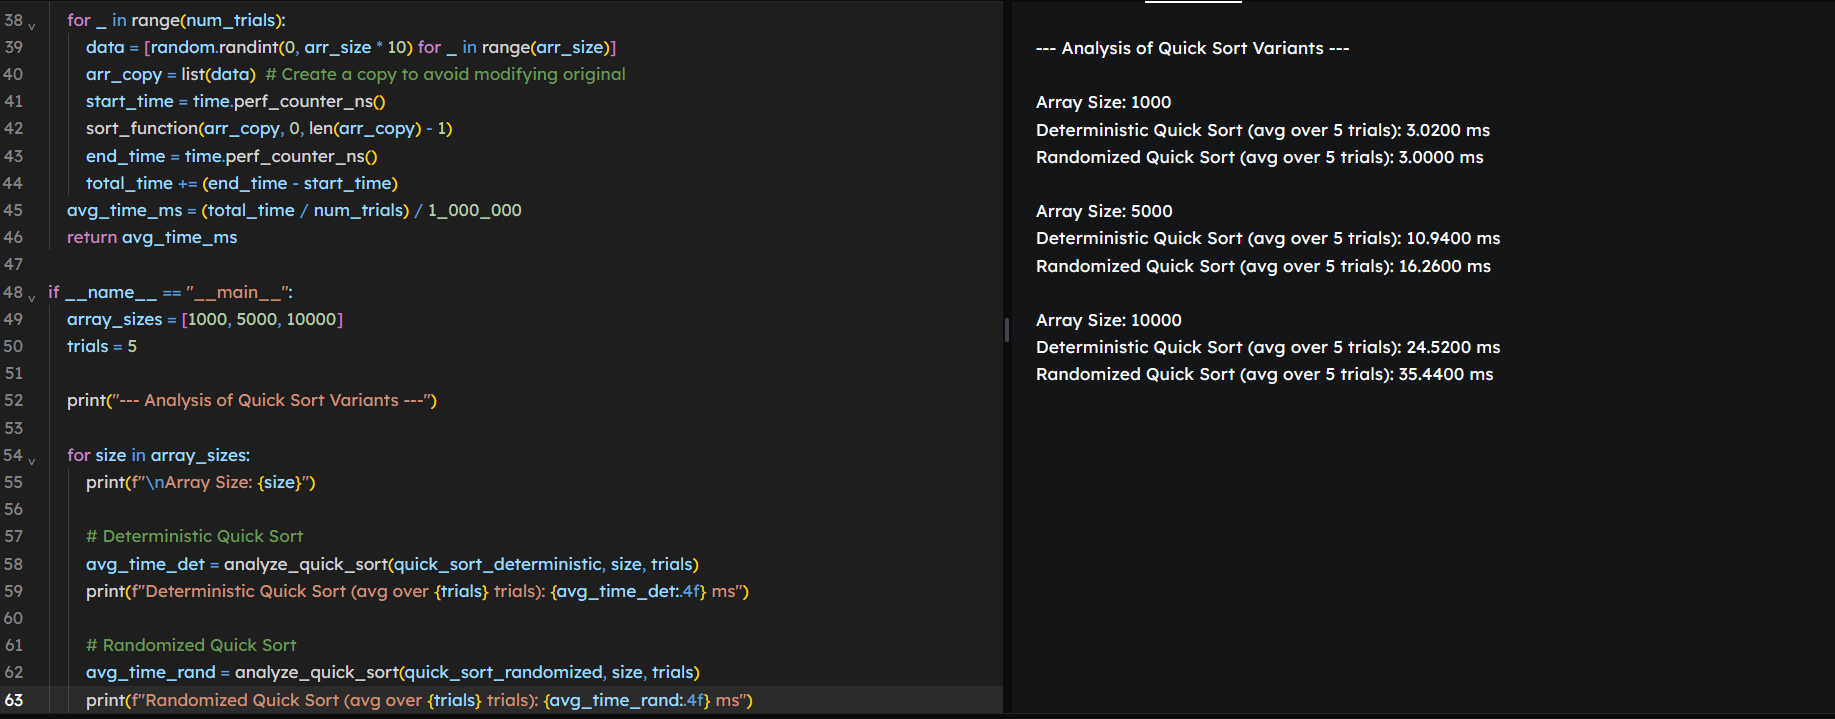 38 for _ in range(num_trials):
39 data = [random.randint(0, arr_size * 10) for _ in range(arr_size)]
40 arr_copy = list(data)  # Create a copy to avoid modifying original
41 start_time = time.perf_counter_ns()
42 sort_function(arr_copy, 0, len(arr_copy) - 1)
43 end_time = time.perf_counter_ns()
44 total_time += (end_time - start_time)
45 avg_time_ms = (total_time / num_trials) / 1_000_000
46 return avg_time_ms
47
48 if __name__ == "__main__":
49 array_sizes = [1000, 5000, 10000]
50 trials = 5
51
52 print("--- Analysis of Quick Sort Variants ---")
53
54 for size in array_sizes:
55 print(f"\nArray Size: {size}")
56
57 # Deterministic Quick Sort
58 avg_time_det = analyze_quick_sort(quick_sort_deterministic, size, trials)
59 print(f"Deterministic Quick Sort (avg over {trials} trials): {avg_time_det:.4f} ms")
60
61 # Randomized Quick Sort
62 avg_time_rand = analyze_quick_sort(quick_sort_randomized, size, trials)
63 print(f"Randomized Quick Sort (avg over {trials} trials): {avg_time_rand:.4f} ms")
--- Analysis of Quick Sort Variants ---
Array Size: 1000
Deterministic Quick Sort (avg over 5 trials): 3.0200 ms
Randomized Quick Sort (avg over 5 trials): 3.0000 ms
Array Size: 5000
Deterministic Quick Sort (avg over 5 trials): 10.9400 ms
Randomized Quick Sort (avg over 5 trials): 16.2600 ms
Array Size: 10000
Deterministic Quick Sort (avg over 5 trials): 24.5200 ms
Randomized Quick Sort (avg over 5 trials): 35.4400 ms